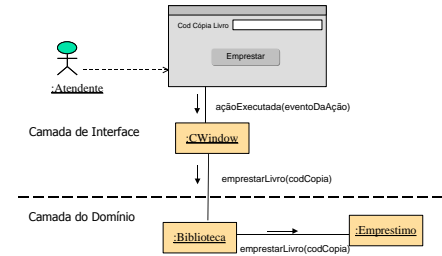 Cod Cópia Livro
Emprestar
:Atendente
açãoExecutada(eventoDaAção)
Camada de Interface
:CWindow
emprestarLivro(codCopia)
Camada do Domínio
:Biblioteca
:Emprestimo
emprestarLivro(codCopia)